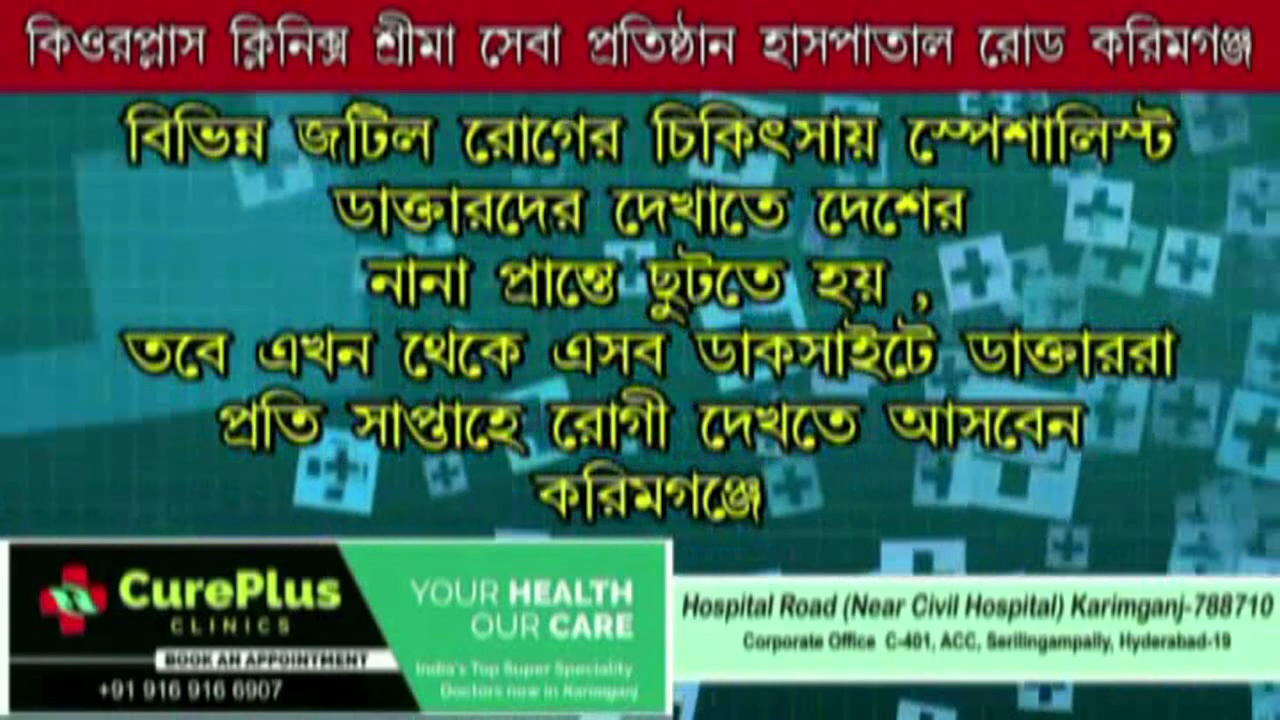 কিওরপ্লাস ক্লিনিক্স শ্রীমা সেবা প্রতিষ্ঠান হাসপাতাল রোড করিমগঞ্জ
বিভিন্ন জটিল রোগের চিকিৎসায় স্পেশালিস্ট
ডাক্তারদের দেখাতে দেশের
নানা প্রান্তে ছুটতে হয় ,
তবে এখন থেকে এসব ডাকসাইটে ডাক্তাররা
প্রতি সাপ্তাহে রোগী দেখতে আসবেন
করিমগঞ্জে
CurePlus
CLINICS
BOOK AN APPOINTMENT
+91 916 916 6907
YOUR HEALTH
OUR CARE
India's Top Super Speciality
Doctors now in Karimganj
Hospital Road (Near Civil Hospital) Karimganj-788710
Corporate Office C-401, ACC, Serilingampally, Hyderabad-19